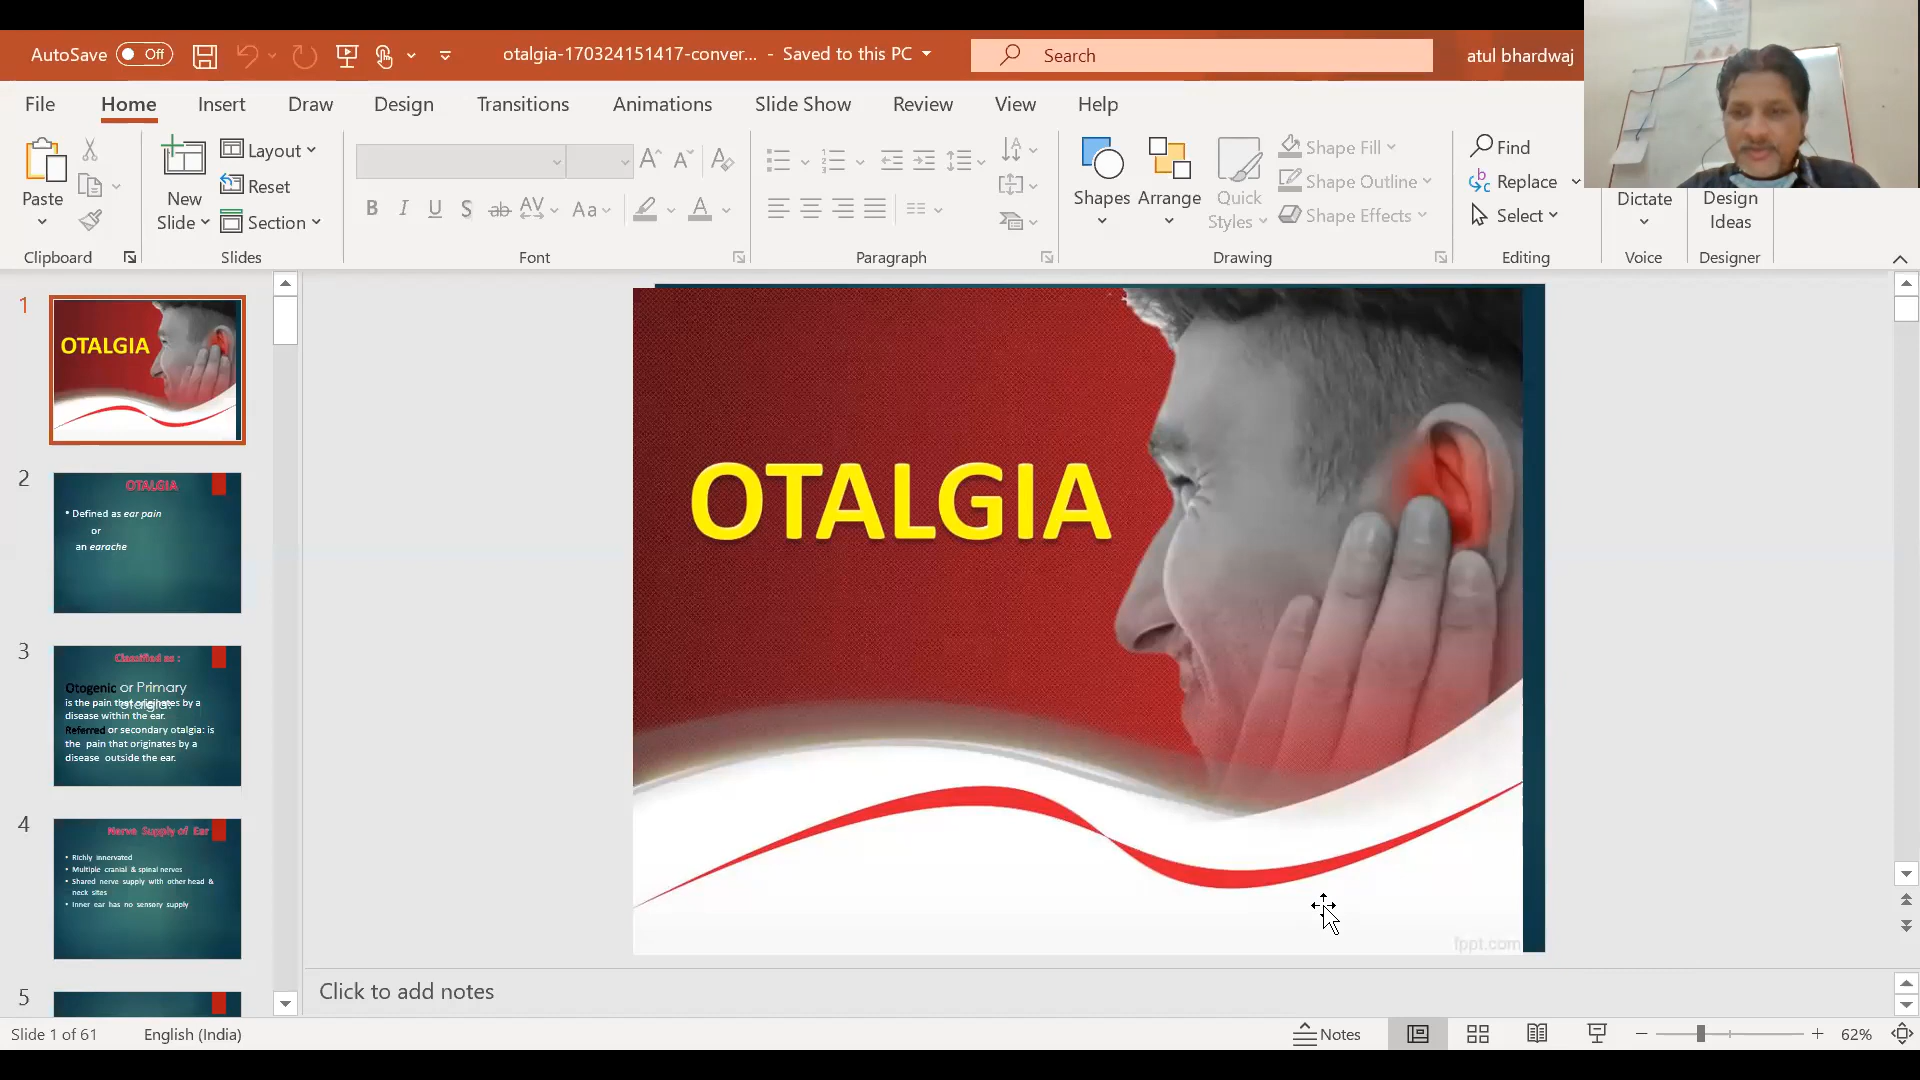 AutoSave Off
otalgia-170324151417-conver... - Saved to this PC
Search
atul bhardwaj
File Home Insert Draw Design Transitions Animations Slide Show Review View Help
Paste
Clipboard
New Slide
Layout
Reset
Section
Slides
B I U S ab AV Aa A
Font
Paragraph
Shapes
Arrange
Quick Styles
Shape Fill
Shape Outline
Shape Effects
Drawing
Find
Replace
Select
Editing
Dictate
Voice
Design Ideas
Designer
1
OTALGIA
2
OTALGIA
• Defined as ear pain
or
an earache
3
Classified as :
Otogenic or Primary
otalgia:
is the pain that originates by a
disease within the ear.
Referred or secondary otalgia: is
the pain that originates by a
disease outside the ear.
4
Nerve Supply of Ear
• Richly innervated
• Multiple cranial & spinal nerves
• Shared nerve supply with other head &
neck sites
• Inner ear has no sensory supply
5
OTALGIA
fppt.com
Click to add notes
Slide 1 of 61
English (India)
Notes
62%